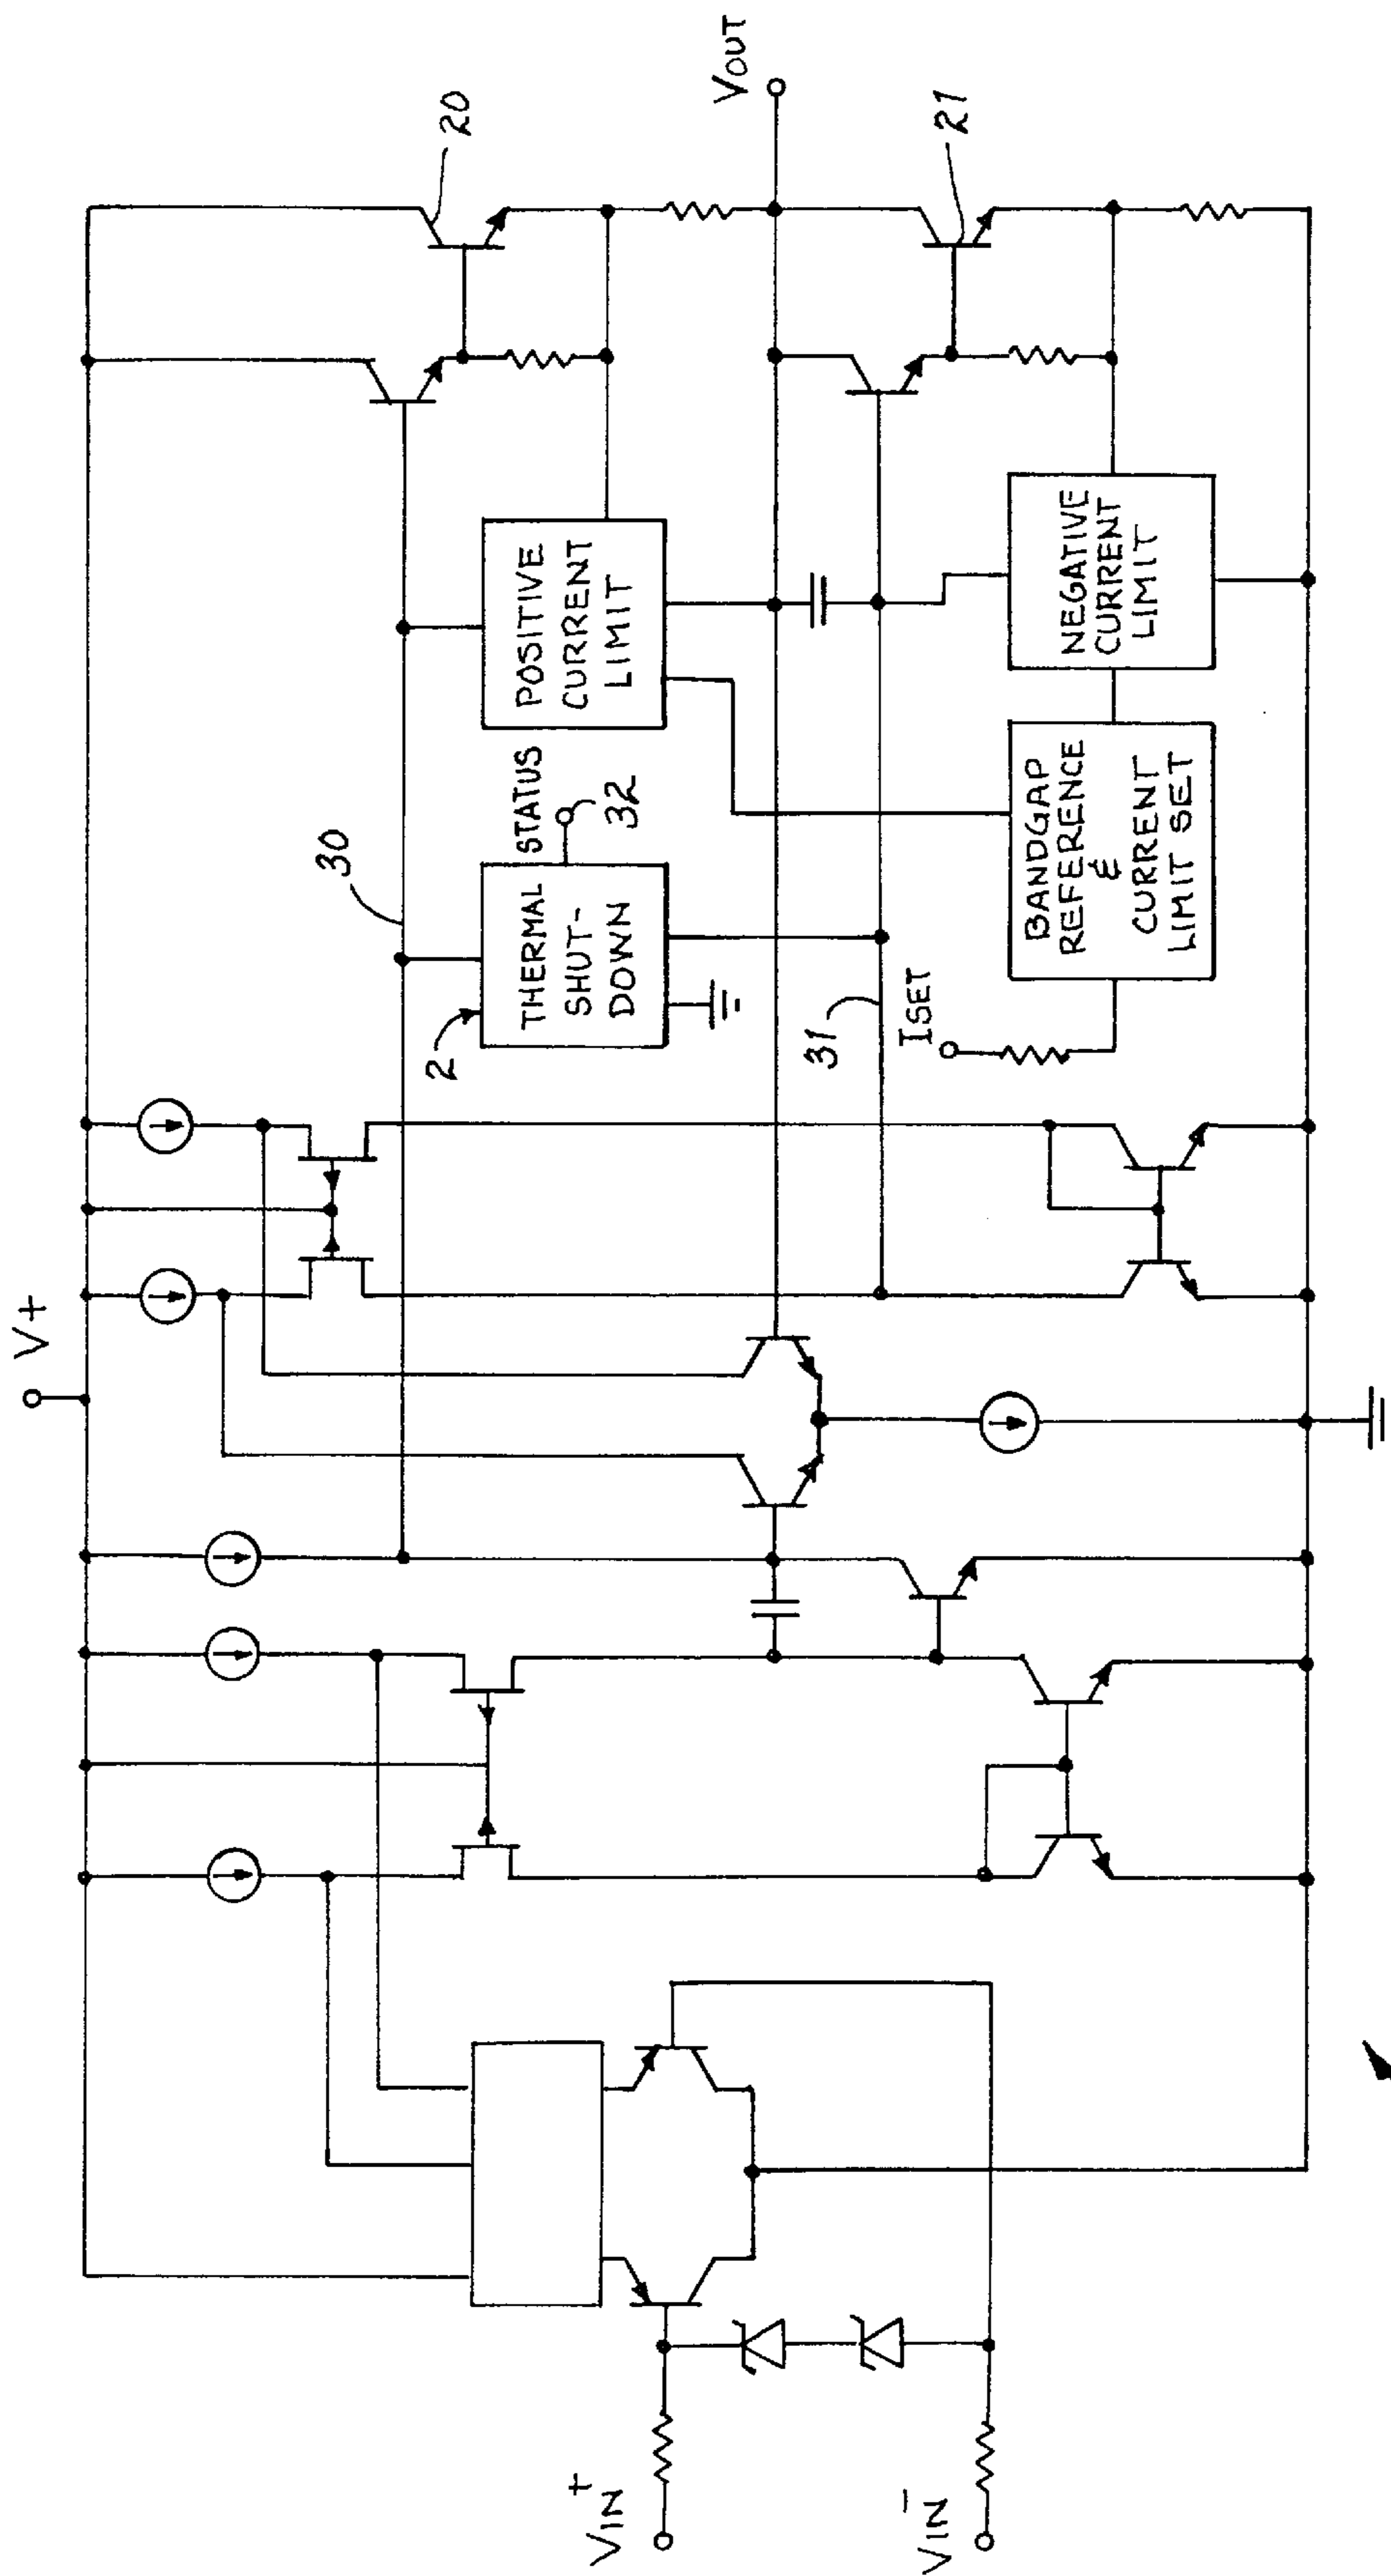 V+
VOUT
20
21
30
STATUS
32
2
THERMAL
SHUT-
DOWN
POSITIVE
CURRENT
LIMIT
31
ISET
BANDGAP
REFERENCE
&
CURRENT
LIMIT SET
NEGATIVE
CURRENT
LIMIT
VIN+
VIN-